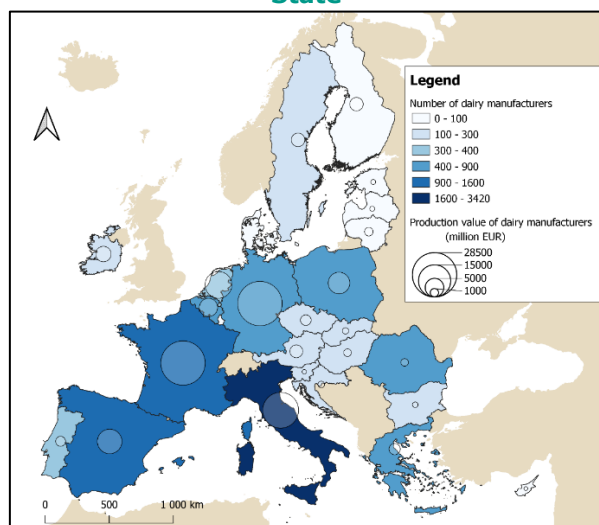 State
Legend
Number of dairy manufacturers
0 - 100
100 - 300
300 - 400
400 - 900
900 - 1600
1600 - 3420
Production value of dairy manufacturers
(million EUR)
28500
15000
5000
1000
0 500 1 000 km